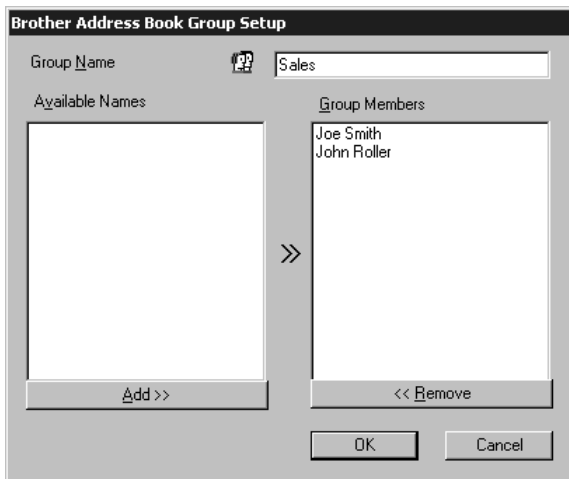 Brother Address Book Group Setup
Group Name
Sales
Available Names
Group Members
Joe Smith
John Roller
Add >>
<< Remove
OK
Cancel